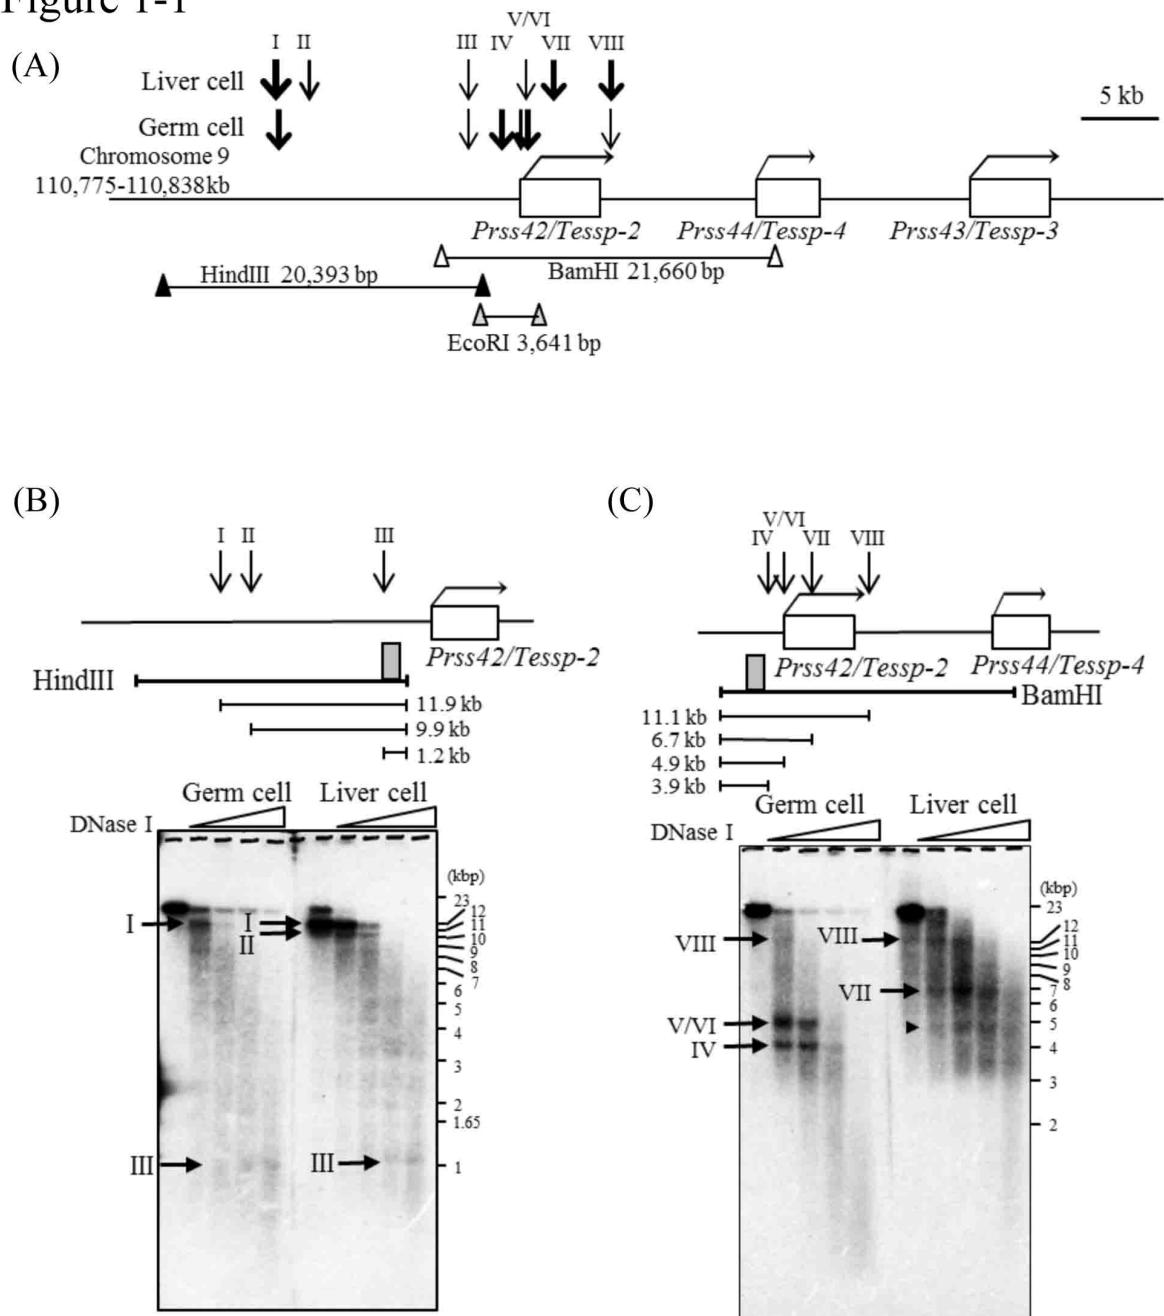 Figure 1-1
(A)
V/VI
I II III IV VII VIII
Liver cell
Germ cell
5 kb
Chromosome 9
110,775-110,838kb
Prss42/Tessp-2 Prss44/Tessp-4 Prss43/Tessp-3
HindIII 20,393 bp
BamHI 21,660 bp
EcoRI 3,641 bp
(B)
I II III
Prss42/Tessp-2
HindIII
11.9 kb
9.9 kb
1.2 kb
Germ cell Liver cell
DNase I
(kbp)
23
12
11
10
9
8
7
6
5
4
3
2
1.65
1
I
I
II
III
III
(C)
V/VI
IV VII VIII
Prss42/Tessp-2 Prss44/Tessp-4
BamHI
11.1 kb
6.7 kb
4.9 kb
3.9 kb
Germ cell Liver cell
DNase I
(kbp)
23
12
11
10
9
8
7
6
5
4
3
2
VIII
VIII
VII
V/VI
IV